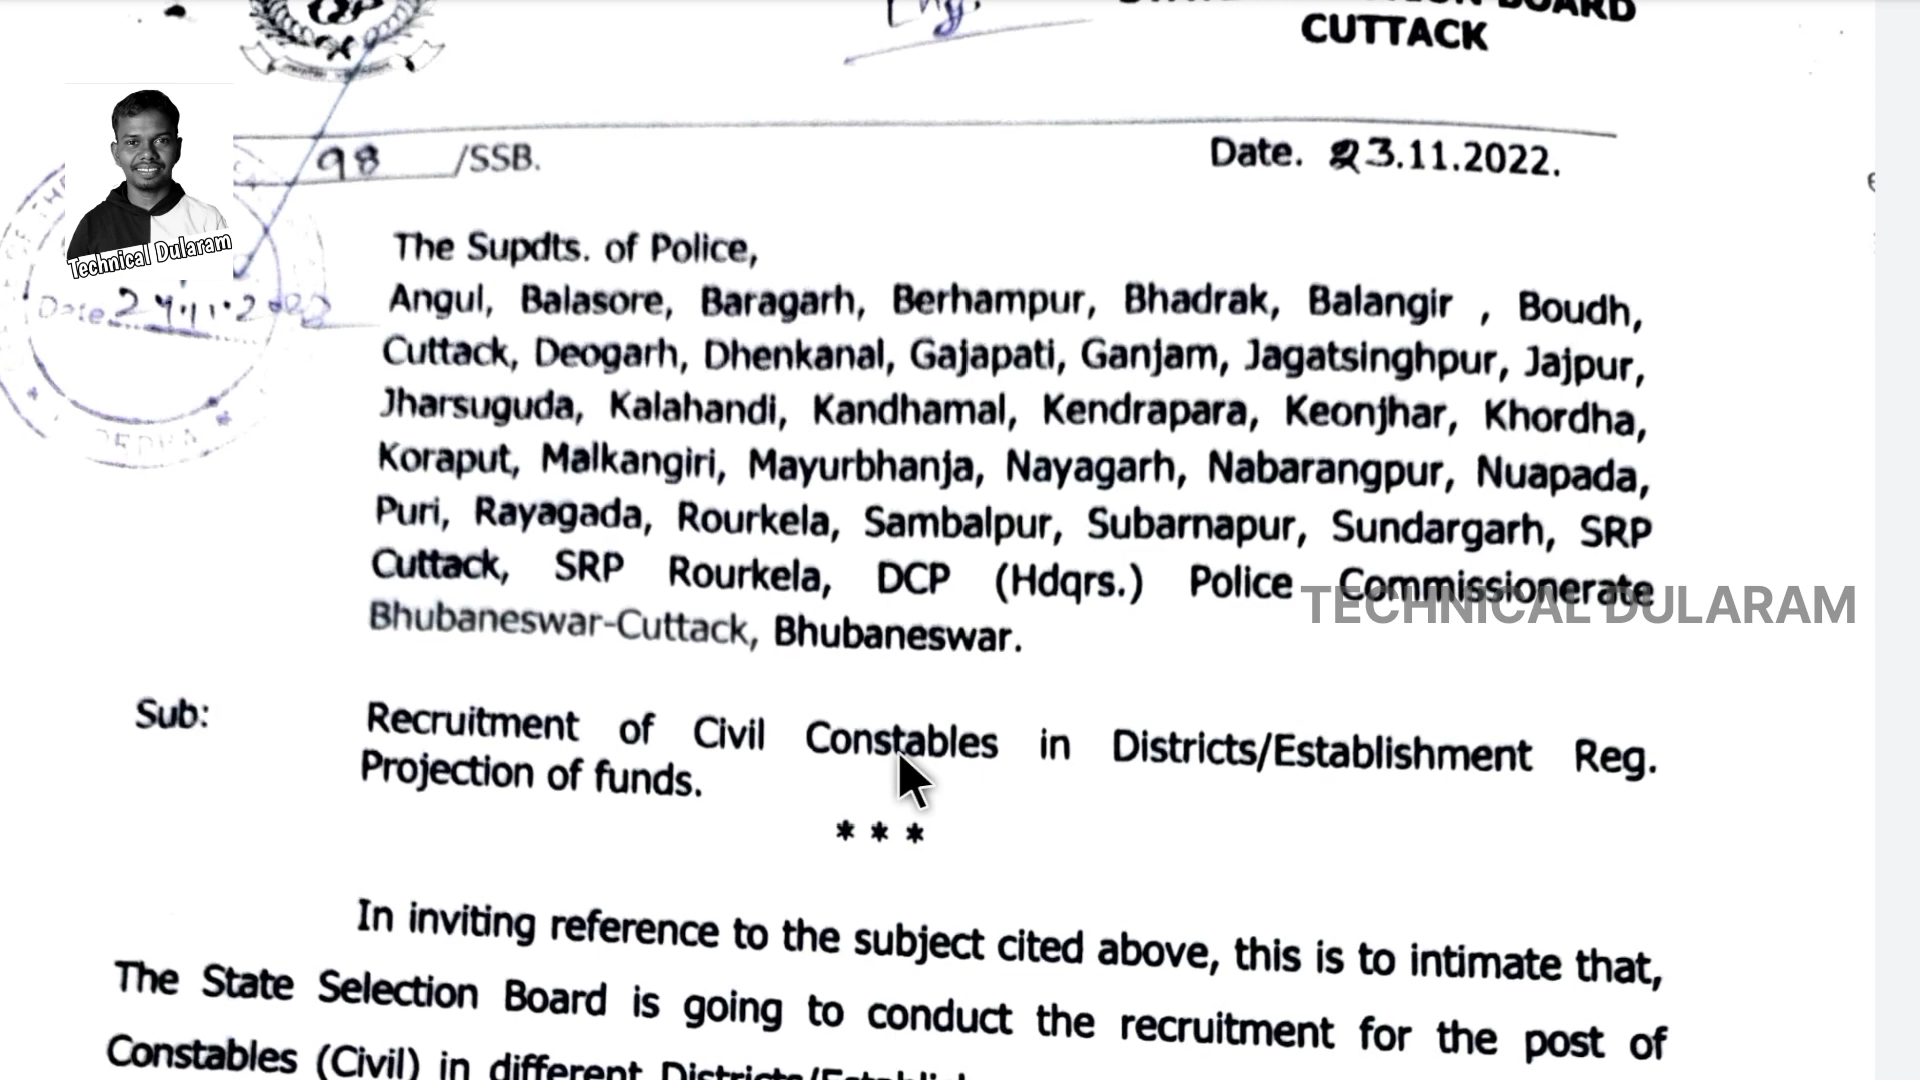 BOARD
CUTTACK
98 /SSB.
Date. 23.11.2022.
Technical Dularam
Date 24.11.2022
The Supdts. of Police,
Angul, Balasore, Baragarh, Berhampur, Bhadrak, Balangir , Boudh,
Cuttack, Deogarh, Dhenkanal, Gajapati, Ganjam, Jagatsinghpur, Jajpur,
Jharsuguda, Kalahandi, Kandhamal, Kendrapara, Keonjhar, Khordha,
Koraput, Malkangiri, Mayurbhanja, Nayagarh, Nabarangpur, Nuapada,
Puri, Rayagada, Rourkela, Sambalpur, Subarnapur, Sundargarh, SRP
Cuttack, SRP Rourkela, DCP (Hdqrs.) Police Commissionerate
TECHNICAL DULARAM
Bhubaneswar-Cuttack, Bhubaneswar.
Sub: Recruitment of Civil Constables in Districts/Establishment Reg.
Projection of funds.
* * *
In inviting reference to the subject cited above, this is to intimate that,
The State Selection Board is going to conduct the recruitment for the post of
Constables (Civil) in different